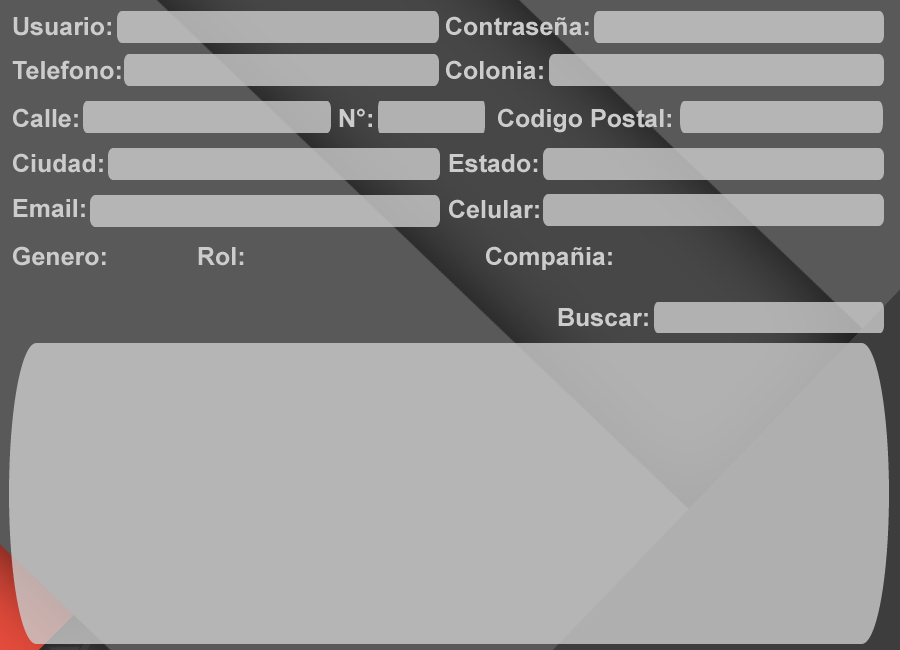 Usuario: Contraseña:
Telefono: Colonia:
Calle: N°: Codigo Postal:
Ciudad: Estado:
Email: Celular:
Genero: Rol: Compañia:
Buscar: